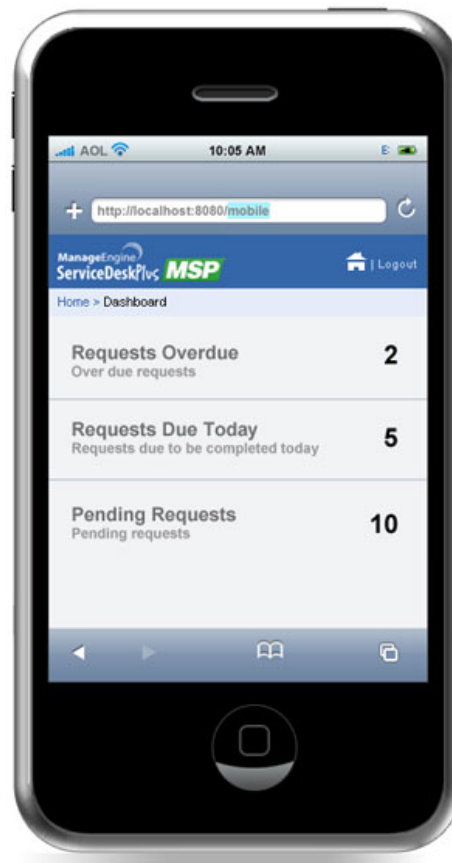 AOL 10:05 AM
http://localhost:8080/mobile
ManageEngine
ServiceDeskPlus MSP | Logout
Home > Dashboard
Requests Overdue 2
Over due requests
Requests Due Today 5
Requests due to be completed today
Pending Requests 10
Pending requests